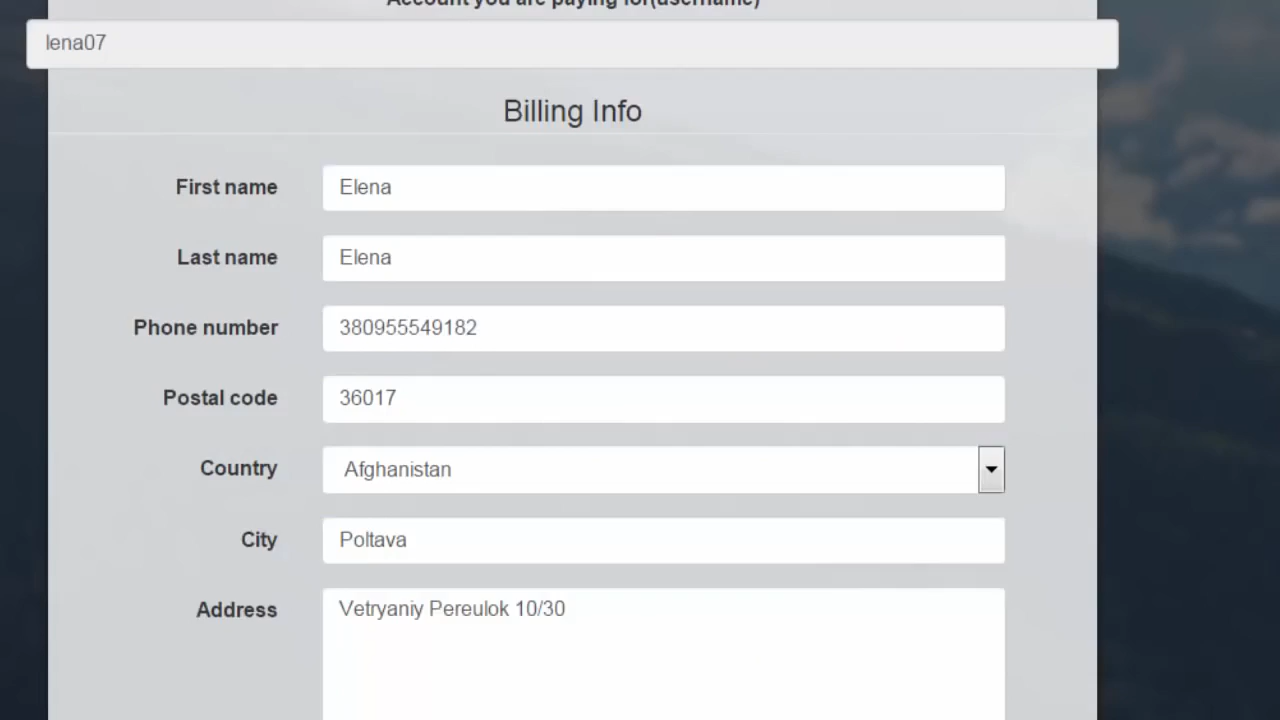 Account you are paying for(username)
lena07
Billing Info
First name Elena
Last name Elena
Phone number 380955549182
Postal code 36017
Country Afghanistan
City Poltava
Address Vetryaniy Pereulok 10/30